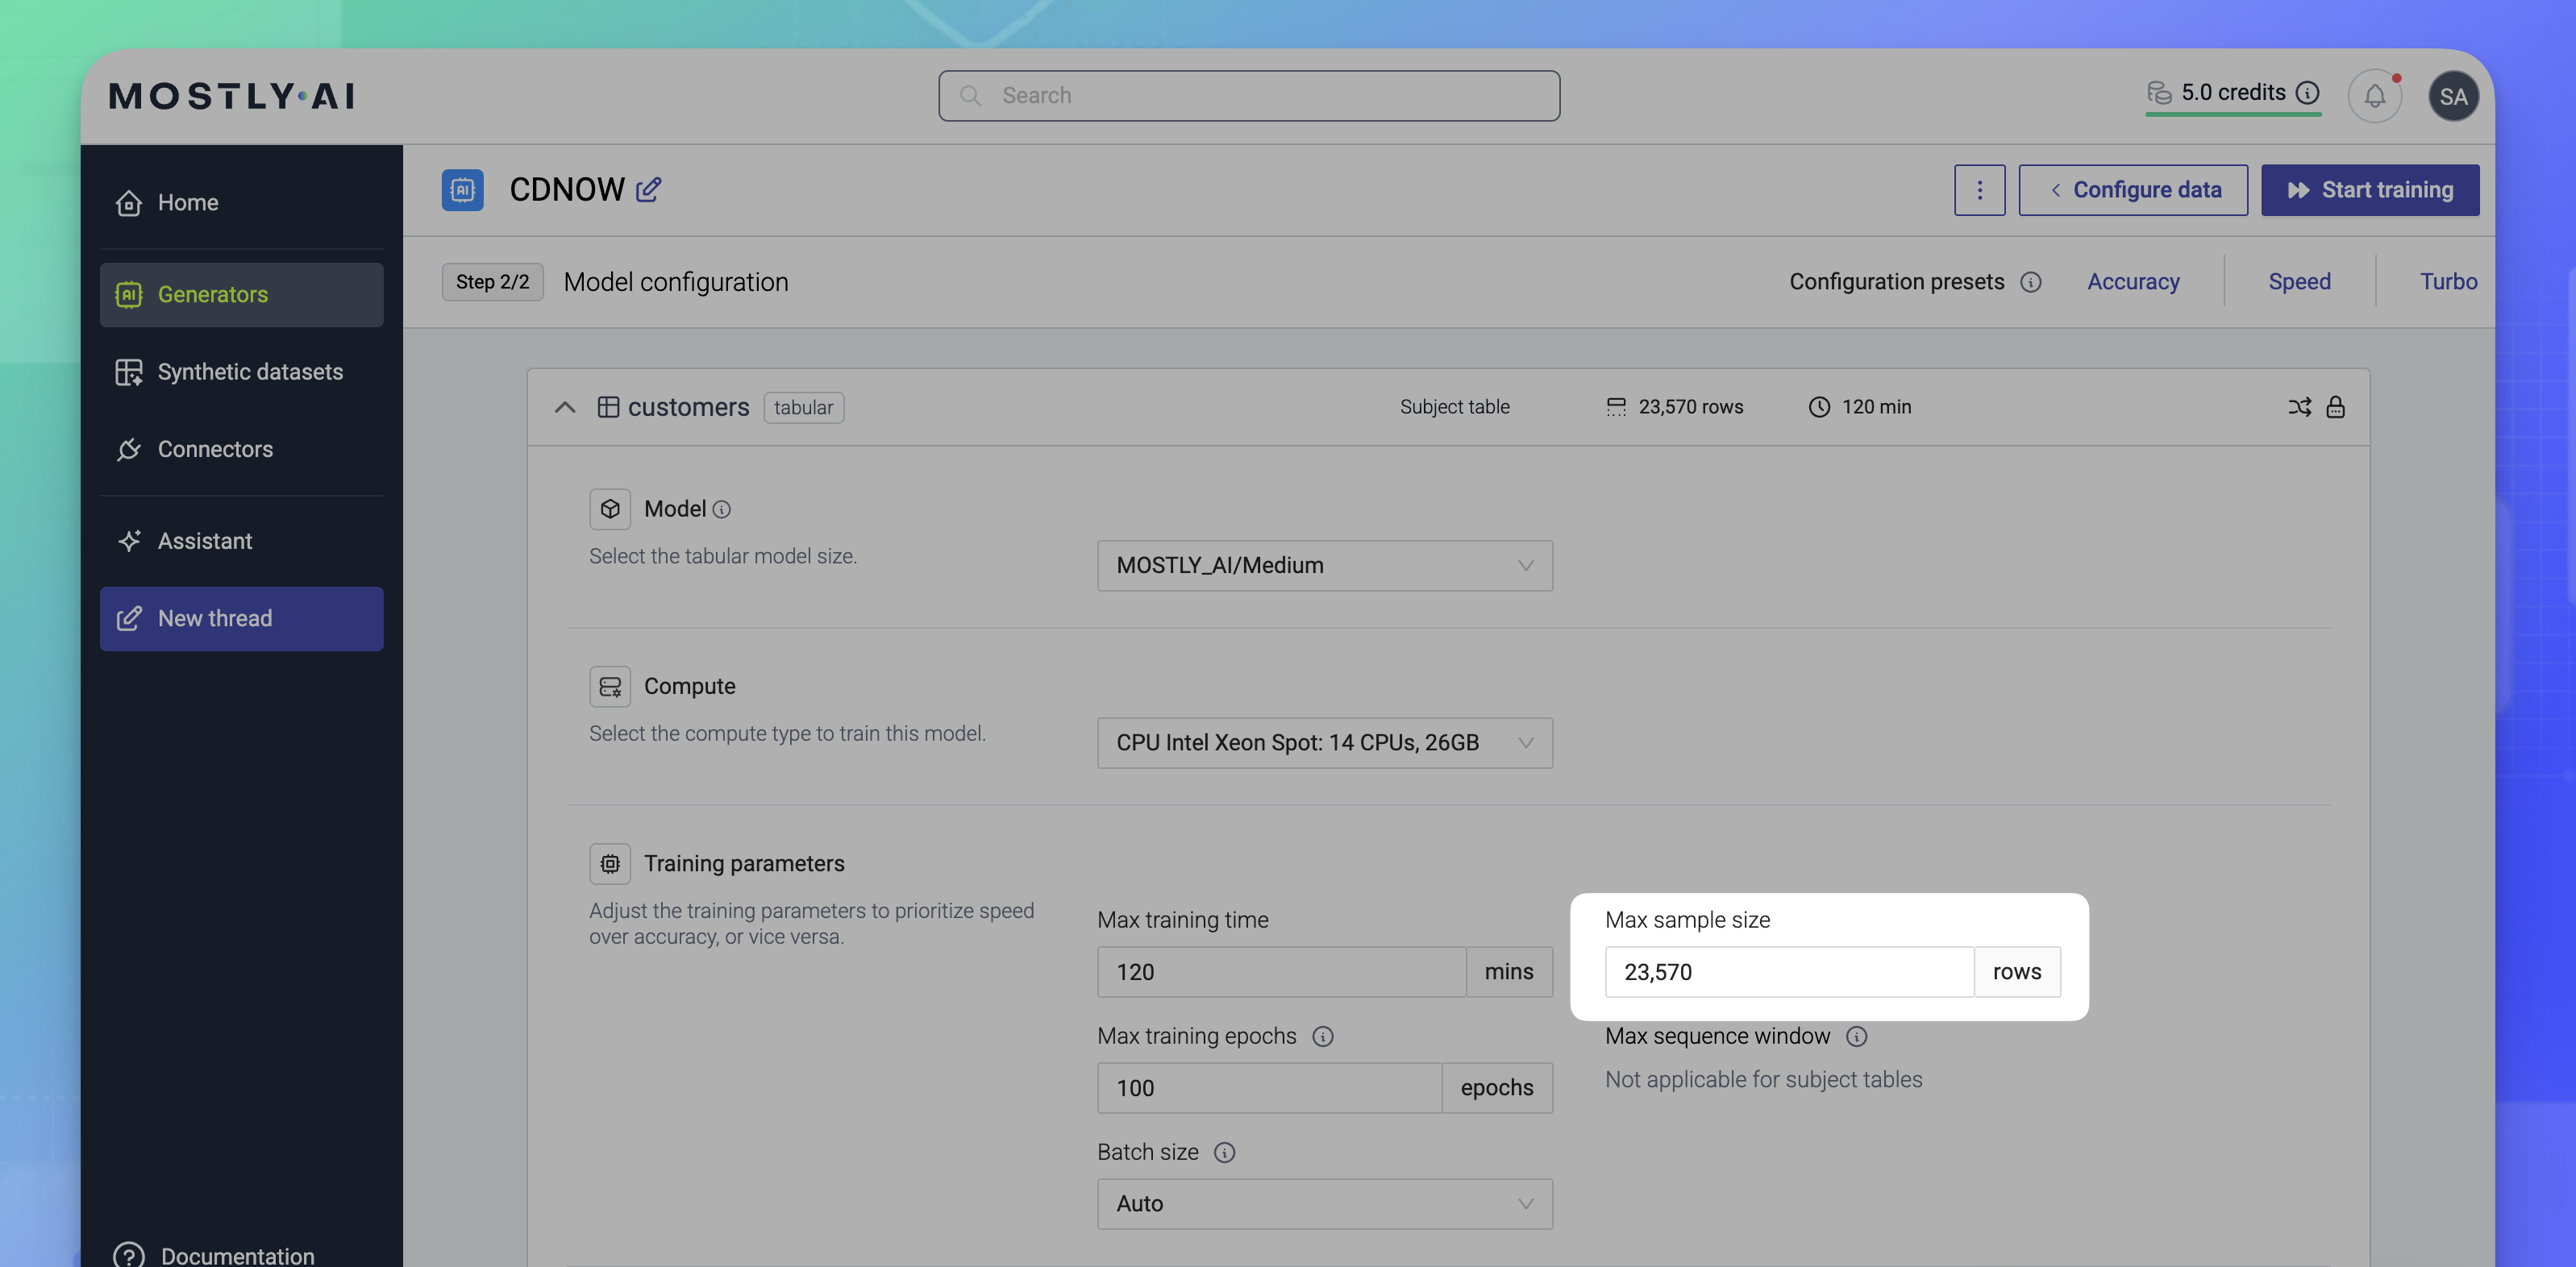 MOSTLY AI
Search
5.0 credits
SA
Home
Generators
Synthetic datasets
Connectors
Assistant
New thread
Documentation
CDNOW
Configure data
Start training
Step 2/2
Model configuration
Configuration presets
Accuracy
Speed
Turbo
customers
tabular
Subject table
23,570 rows
120 min
Model
Select the tabular model size.
MOSTLY_AI/Medium
Compute
Select the compute type to train this model.
CPU Intel Xeon Spot: 14 CPUs, 26GB
Training parameters
Adjust the training parameters to prioritize speed
over accuracy, or vice versa.
Max training time
120 mins
Max sample size
23,570 rows
Max training epochs
100 epochs
Max sequence window
Not applicable for subject tables
Batch size
Auto